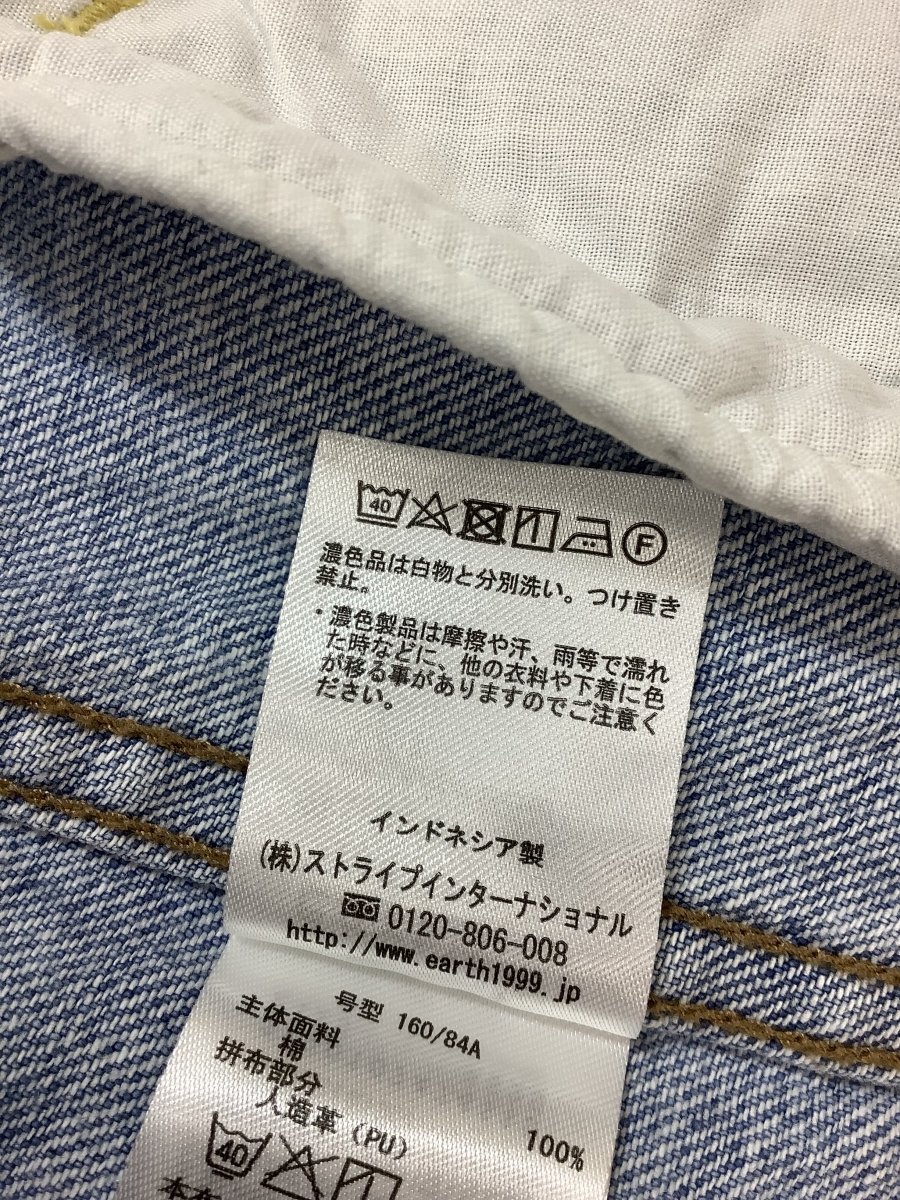 40
F
濃色品は白物と分別洗い。つけ置き
禁止。
・濃色製品は摩擦や汗、雨等で濡れ
た時などに、他の衣料や下着に色
が移る事がありますのでご注意く
ださい。
インドネシア製
(株)ストライプインターナショナル
0120-806-008
http://www.earth1999.jp
号型 160/84A
主体面料
棉
拼布部分
人造革(PU) 100%
40